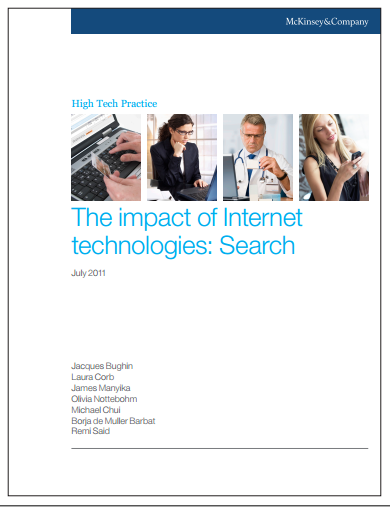 McKinsey&Company
High Tech Practice
The impact of Internet
technologies: Search
July 2011
Jacques Bughin
Laura Corb
James Manyika
Olivia Nottebohm
Michael Chui
Borja de Muller Barbat
Remi Said